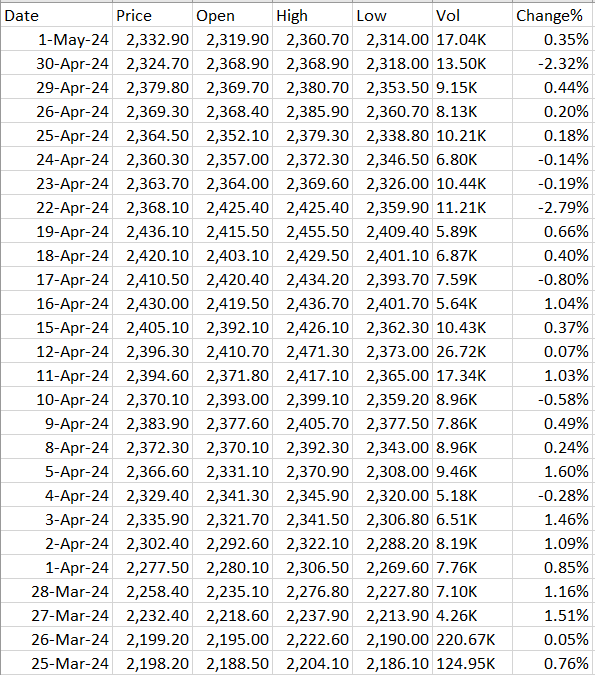 Date Price Open High Low Vol Change%
1-May-24 2,332.90 2,319.90 2,360.70 2,314.00 17.04K 0.35%
30-Apr-24 2,324.70 2,368.90 2,368.90 2,318.00 13.50K -2.32%
29-Apr-24 2,379.80 2,369.70 2,380.70 2,353.50 9.15K 0.44%
26-Apr-24 2,369.30 2,368.40 2,385.90 2,360.70 8.13K 0.20%
25-Apr-24 2,364.50 2,352.10 2,379.30 2,338.80 10.21K 0.18%
24-Apr-24 2,360.30 2,357.00 2,372.30 2,346.50 6.80K -0.14%
23-Apr-24 2,363.70 2,364.00 2,369.60 2,326.00 10.44K -0.19%
22-Apr-24 2,368.10 2,425.40 2,425.40 2,359.90 11.21K -2.79%
19-Apr-24 2,436.10 2,415.50 2,455.50 2,409.40 5.89K 0.66%
18-Apr-24 2,420.10 2,403.10 2,429.50 2,401.10 6.87K 0.40%
17-Apr-24 2,410.50 2,420.40 2,434.20 2,393.70 7.59K -0.80%
16-Apr-24 2,430.00 2,419.50 2,436.70 2,401.70 5.64K 1.04%
15-Apr-24 2,405.10 2,392.10 2,426.10 2,362.30 10.43K 0.37%
12-Apr-24 2,396.30 2,410.70 2,471.30 2,373.00 26.72K 0.07%
11-Apr-24 2,394.60 2,371.80 2,417.10 2,365.00 17.34K 1.03%
10-Apr-24 2,370.10 2,393.00 2,399.10 2,359.20 8.96K -0.58%
9-Apr-24 2,383.90 2,377.60 2,405.70 2,377.50 7.86K 0.49%
8-Apr-24 2,372.30 2,370.10 2,392.30 2,343.00 8.96K 0.24%
5-Apr-24 2,366.60 2,331.10 2,370.90 2,308.00 9.46K 1.60%
4-Apr-24 2,329.40 2,341.30 2,345.90 2,320.00 5.18K -0.28%
3-Apr-24 2,335.90 2,321.70 2,341.50 2,306.80 6.51K 1.46%
2-Apr-24 2,302.40 2,292.60 2,322.10 2,288.20 8.19K 1.09%
1-Apr-24 2,277.50 2,280.10 2,306.50 2,269.60 7.76K 0.85%
28-Mar-24 2,258.40 2,235.10 2,276.80 2,227.80 7.10K 1.16%
27-Mar-24 2,232.40 2,218.60 2,237.90 2,213.90 4.26K 1.51%
26-Mar-24 2,199.20 2,195.00 2,222.60 2,190.00 220.67K 0.05%
25-Mar-24 2,198.20 2,188.50 2,204.10 2,186.10 124.95K 0.76%